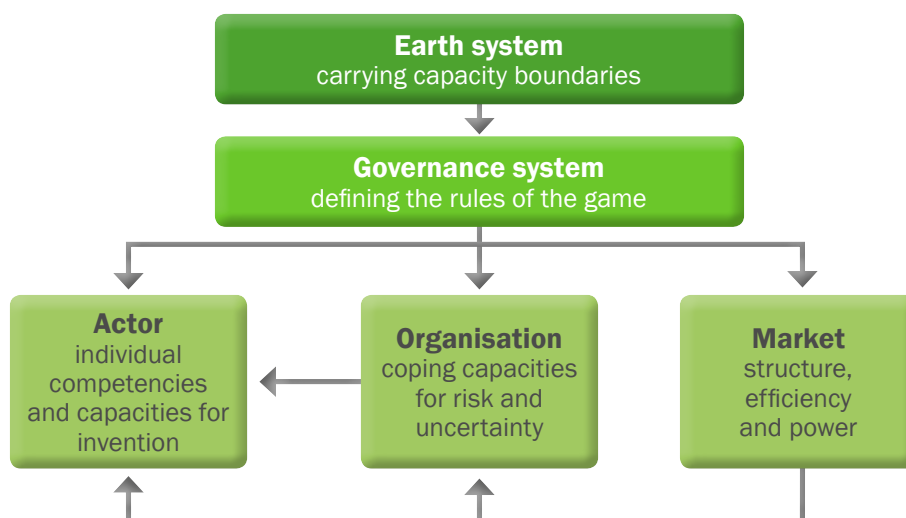 Earth system
carrying capacity boundaries
Governance system
defining the rules of the game
Actor
individual
competencies
and capacities for
invention
Organisation
coping capacities
for risk and
uncertainty
Market
structure,
efficiency
and power